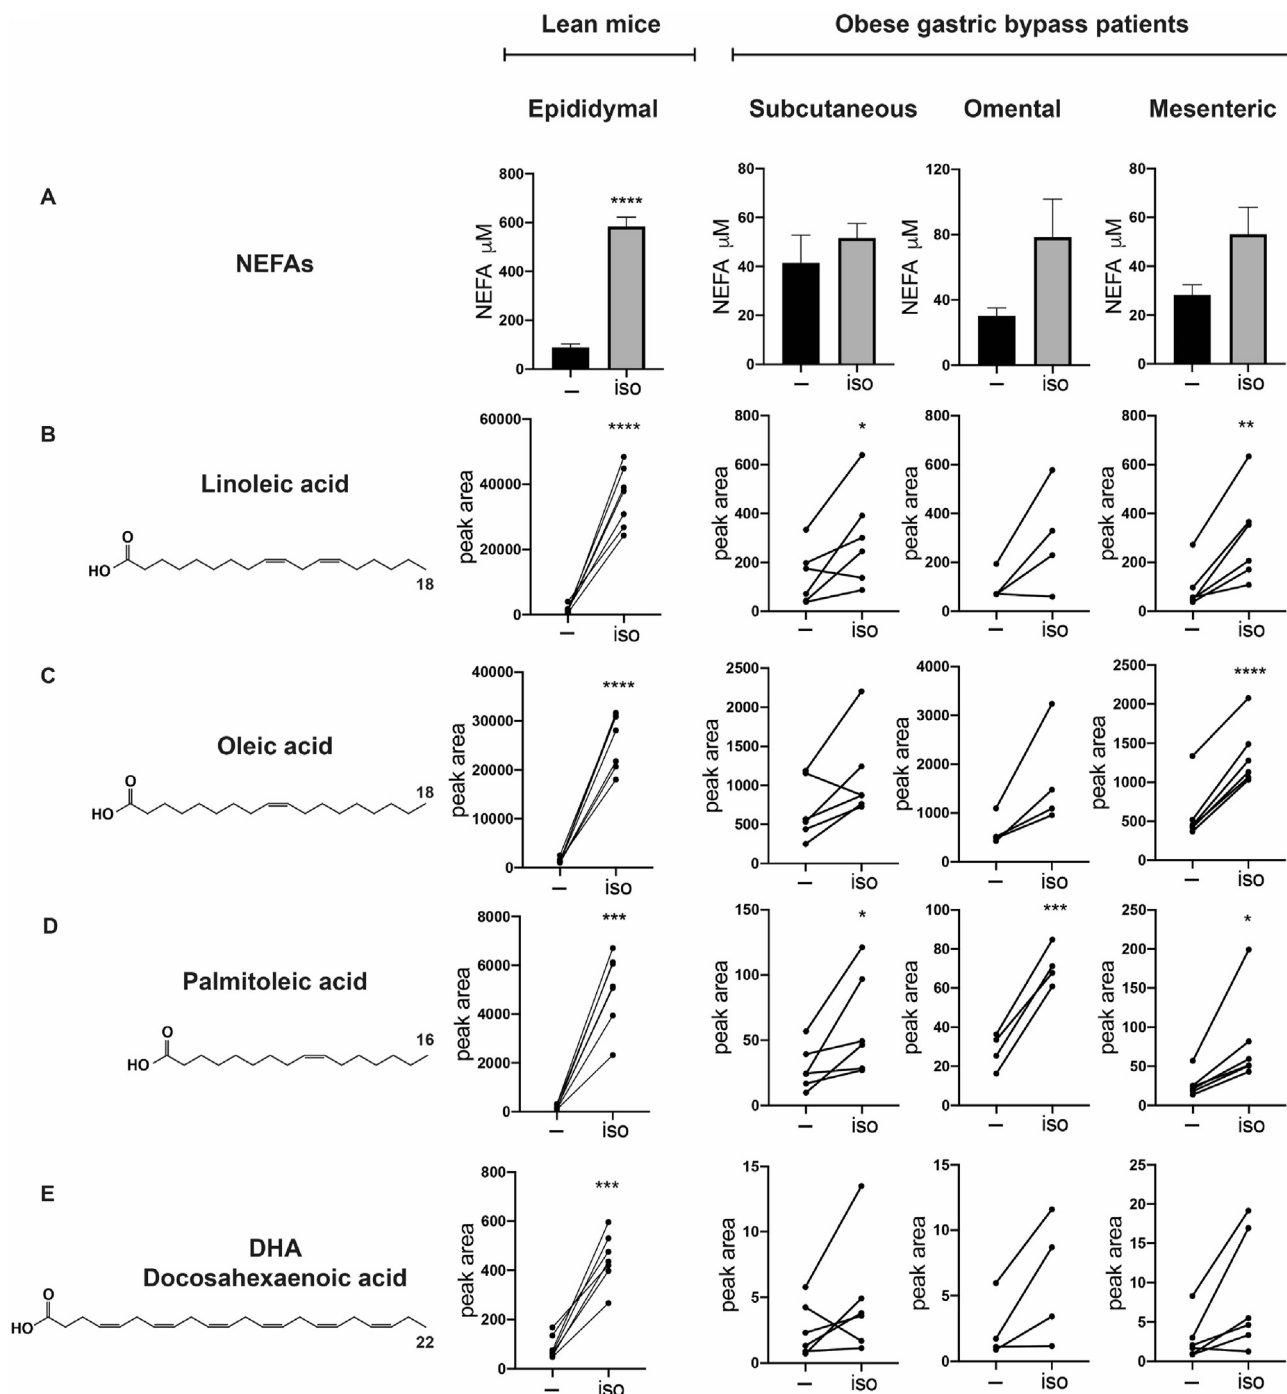 Lean mice
Obese gastric bypass patients
Epididymal
Subcutaneous
Omental
Mesenteric
A
NEFAs
NEFA μM
800
600
400
200
0
****
– iso
NEFA μM
80
60
40
20
0
– iso
NEFA μM
120
80
40
0
– iso
NEFA μM
80
60
40
20
0
– iso
B
Linoleic acid
O
HO
18
peak area
60000
40000
20000
0
****
– iso
peak area
800
600
400
200
0
*
– iso
peak area
800
600
400
200
0
– iso
peak area
800
600
400
200
0
**
– iso
C
Oleic acid
O
HO
18
peak area
40000
30000
20000
10000
0
****
– iso
peak area
2500
2000
1500
1000
500
0
– iso
peak area
4000
3000
2000
1000
0
– iso
peak area
2500
2000
1500
1000
500
0
****
– iso
D
Palmitoleic acid
O
HO
16
peak area
8000
6000
4000
2000
0
***
– iso
peak area
150
100
50
0
*
– iso
peak area
100
80
60
40
20
0
***
– iso
peak area
250
200
150
100
50
0
*
– iso
E
DHA
Docosahexaenoic acid
O
HO
22
peak area
800
600
400
200
0
***
– iso
peak area
15
10
5
0
– iso
peak area
15
10
5
0
– iso
peak area
25
20
15
10
5
0
– iso